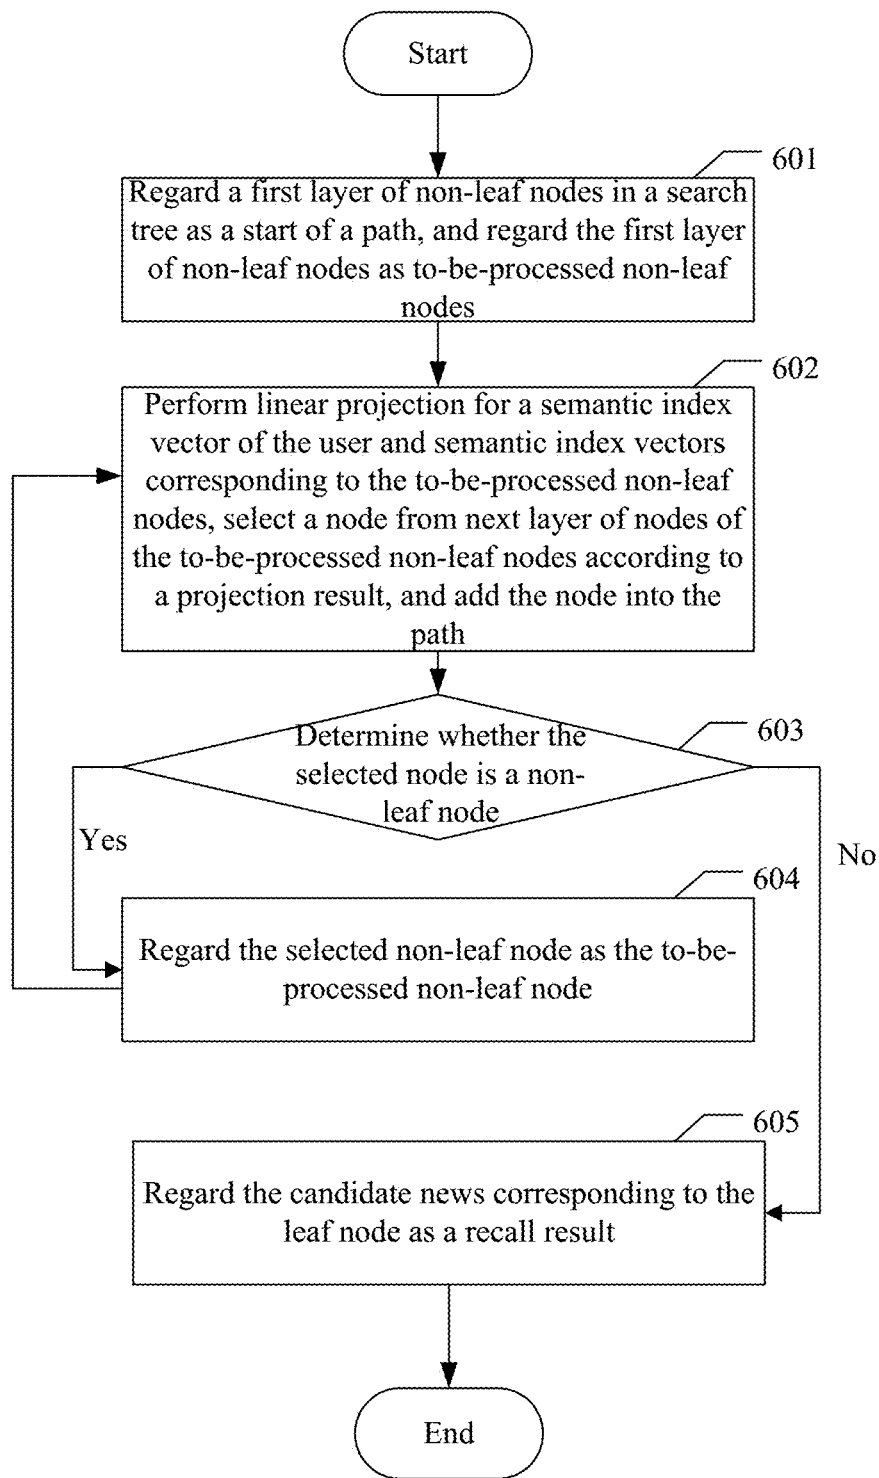 Start
601
Regard a first layer of non-leaf nodes in a search
tree as a start of a path, and regard the first layer
of non-leaf nodes as to-be-processed non-leaf
nodes
602
Perform linear projection for a semantic index
vector of the user and semantic index vectors
corresponding to the to-be-processed non-leaf
nodes, select a node from next layer of nodes of
the to-be-processed non-leaf nodes according to
a projection result, and add the node into the
path
603
Determine whether the
selected node is a non-
leaf node
Yes
No
604
Regard the selected non-leaf node as the to-be-
processed non-leaf node
605
Regard the candidate news corresponding to the
leaf node as a recall result
End